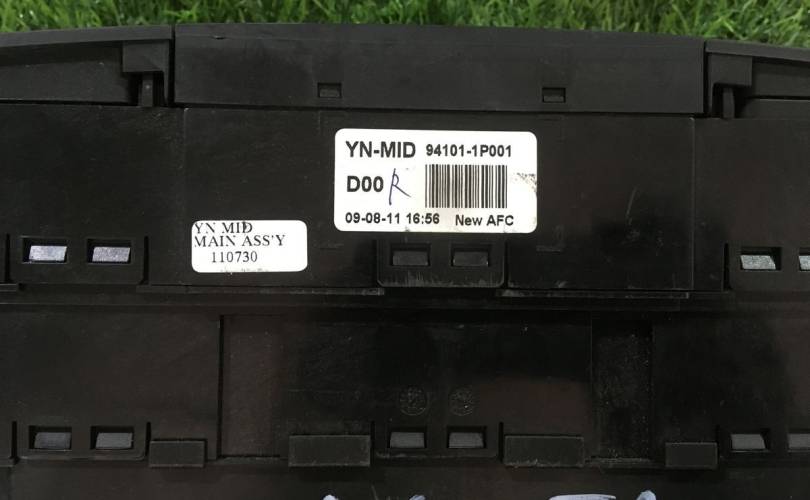 YN-MID 94101-1P001
D00 R
09-08-11 16:56 New AFC
YN MID
MAIN ASS'Y
110730